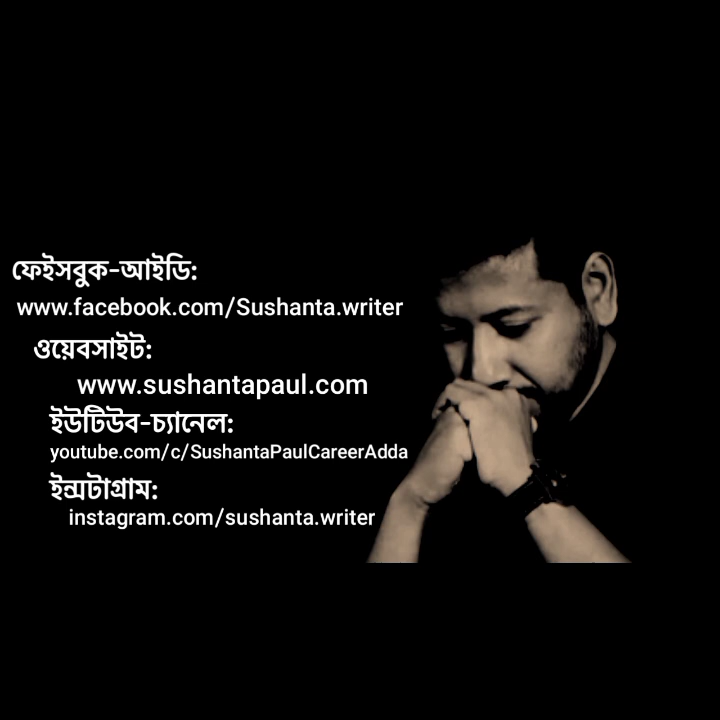 ফেইসবুক-আইডি:
www.facebook.com/Sushanta.writer
ওয়েবসাইট:
www.sushantapaul.com
ইউটিউব-চ্যানেল:
youtube.com/c/SushantaPaulCareerAdda
ইন্সটাগ্রাম:
instagram.com/sushanta.writer